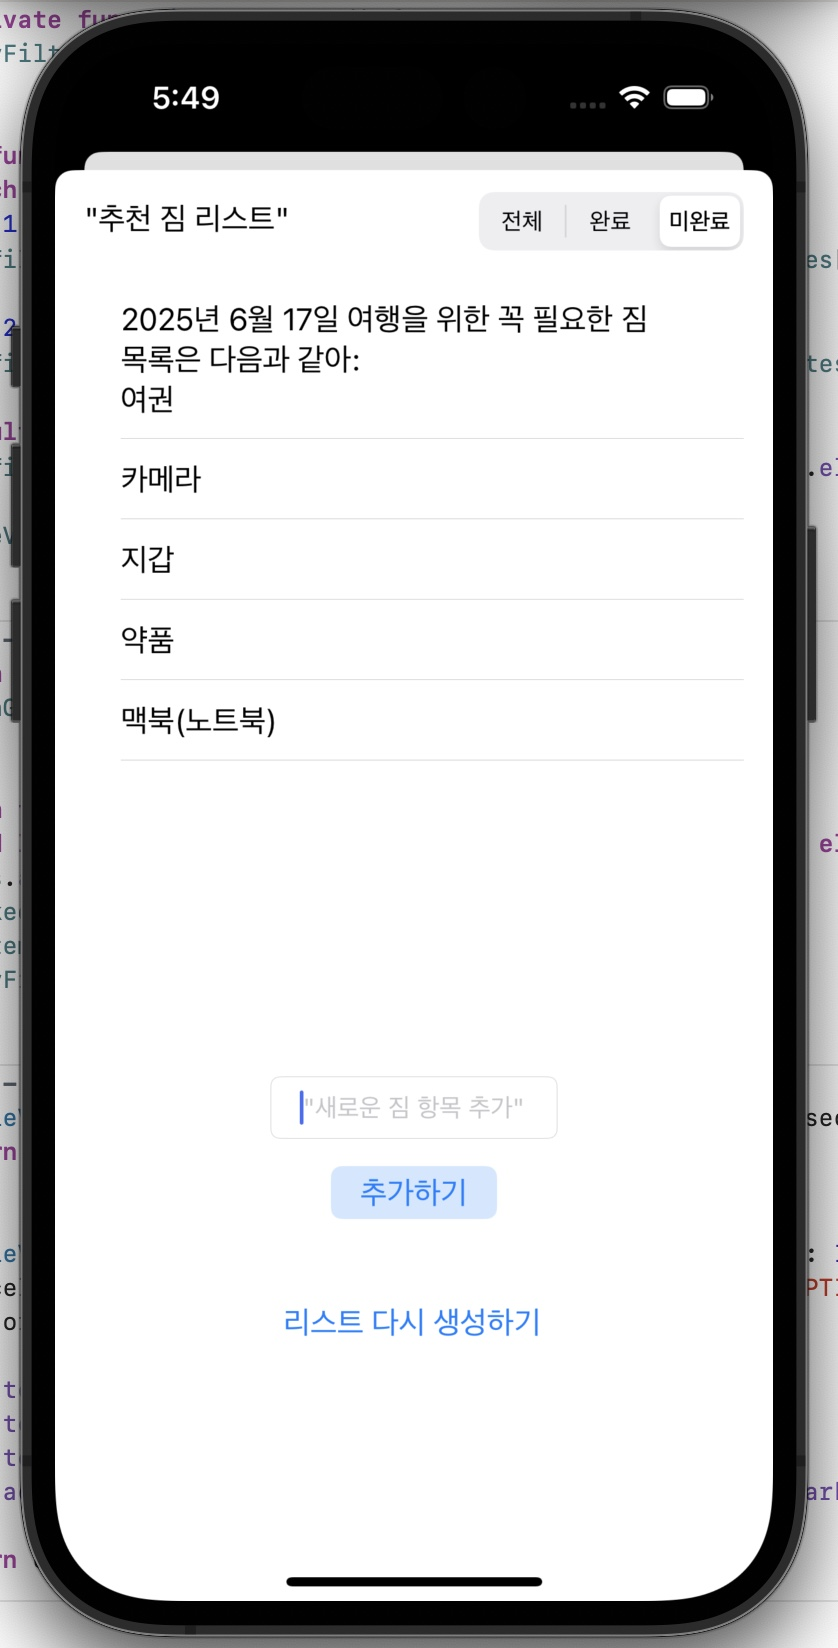 vate
5:49
"추천 짐 리스트"
전체
완료
미완료
2025년 6월 17일 여행을 위한 꼭 필요한 짐
목록은 다음과 같아:
여권
카메라
지갑
약품
맥북(노트북)
"새로운 짐 항목 추가"
추가하기
리스트 다시 생성하기